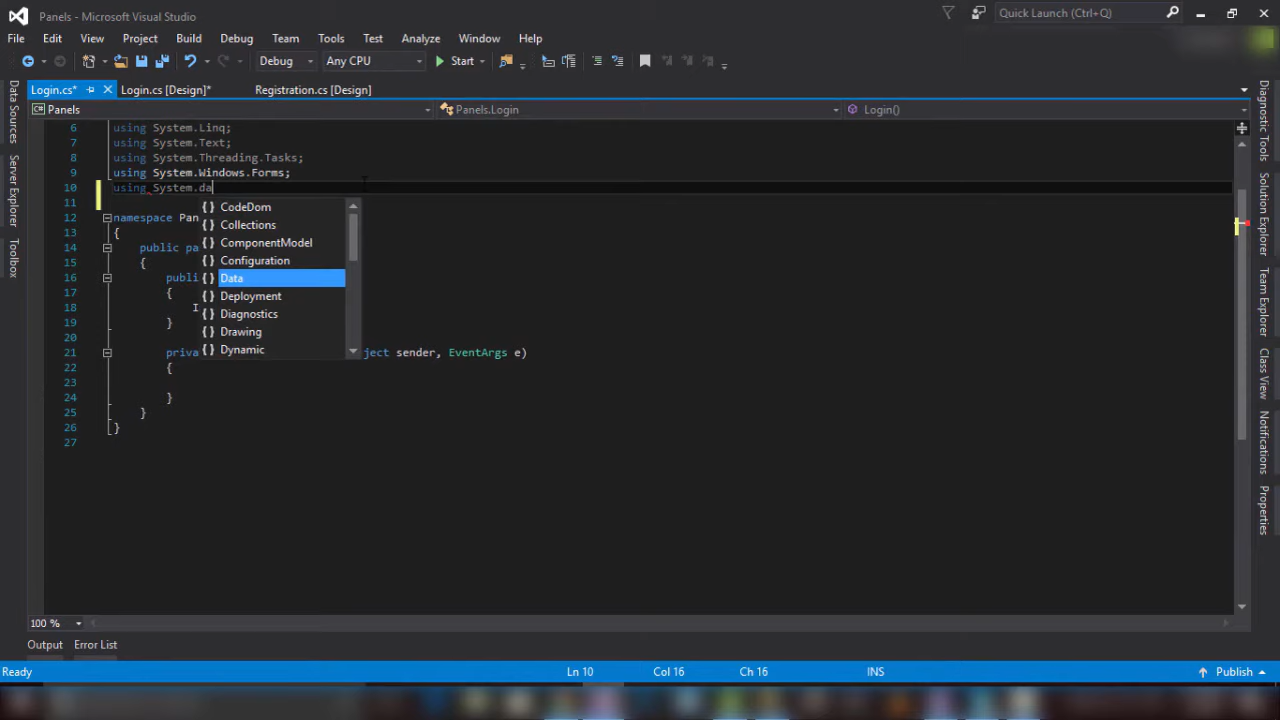 Panels - Microsoft Visual Studio
Quick Launch (Ctrl+Q)
File Edit View Project Build Debug Team Tools Test Analyze Window Help
Debug Any CPU Start
Login.cs* Login.cs [Design]* Registration.cs [Design]
Panels Panels.Login Login()
6 using System.Linq;
7 using System.Text;
8 using System.Threading.Tasks;
9 using System.Windows.Forms;
10 using System.da
11
12 namespace Pan
13 {
14 public pa
15 {
16 publi
17 {
18 I
19 }
20
21 priva ject sender, EventArgs e)
22 {
23
24 }
25 }
26 }
27
{ } CodeDom
{ } Collections
{ } ComponentModel
{ } Configuration
{ } Data
{ } Deployment
{ } Diagnostics
{ } Drawing
{ } Dynamic
Data Sources
Server Explorer
Toolbox
Diagnostic Tools
Solution Explorer
Team Explorer
Class View
Notifications
Properties
100 %
Output Error List
Ready Ln 10 Col 16 Ch 16 INS Publish